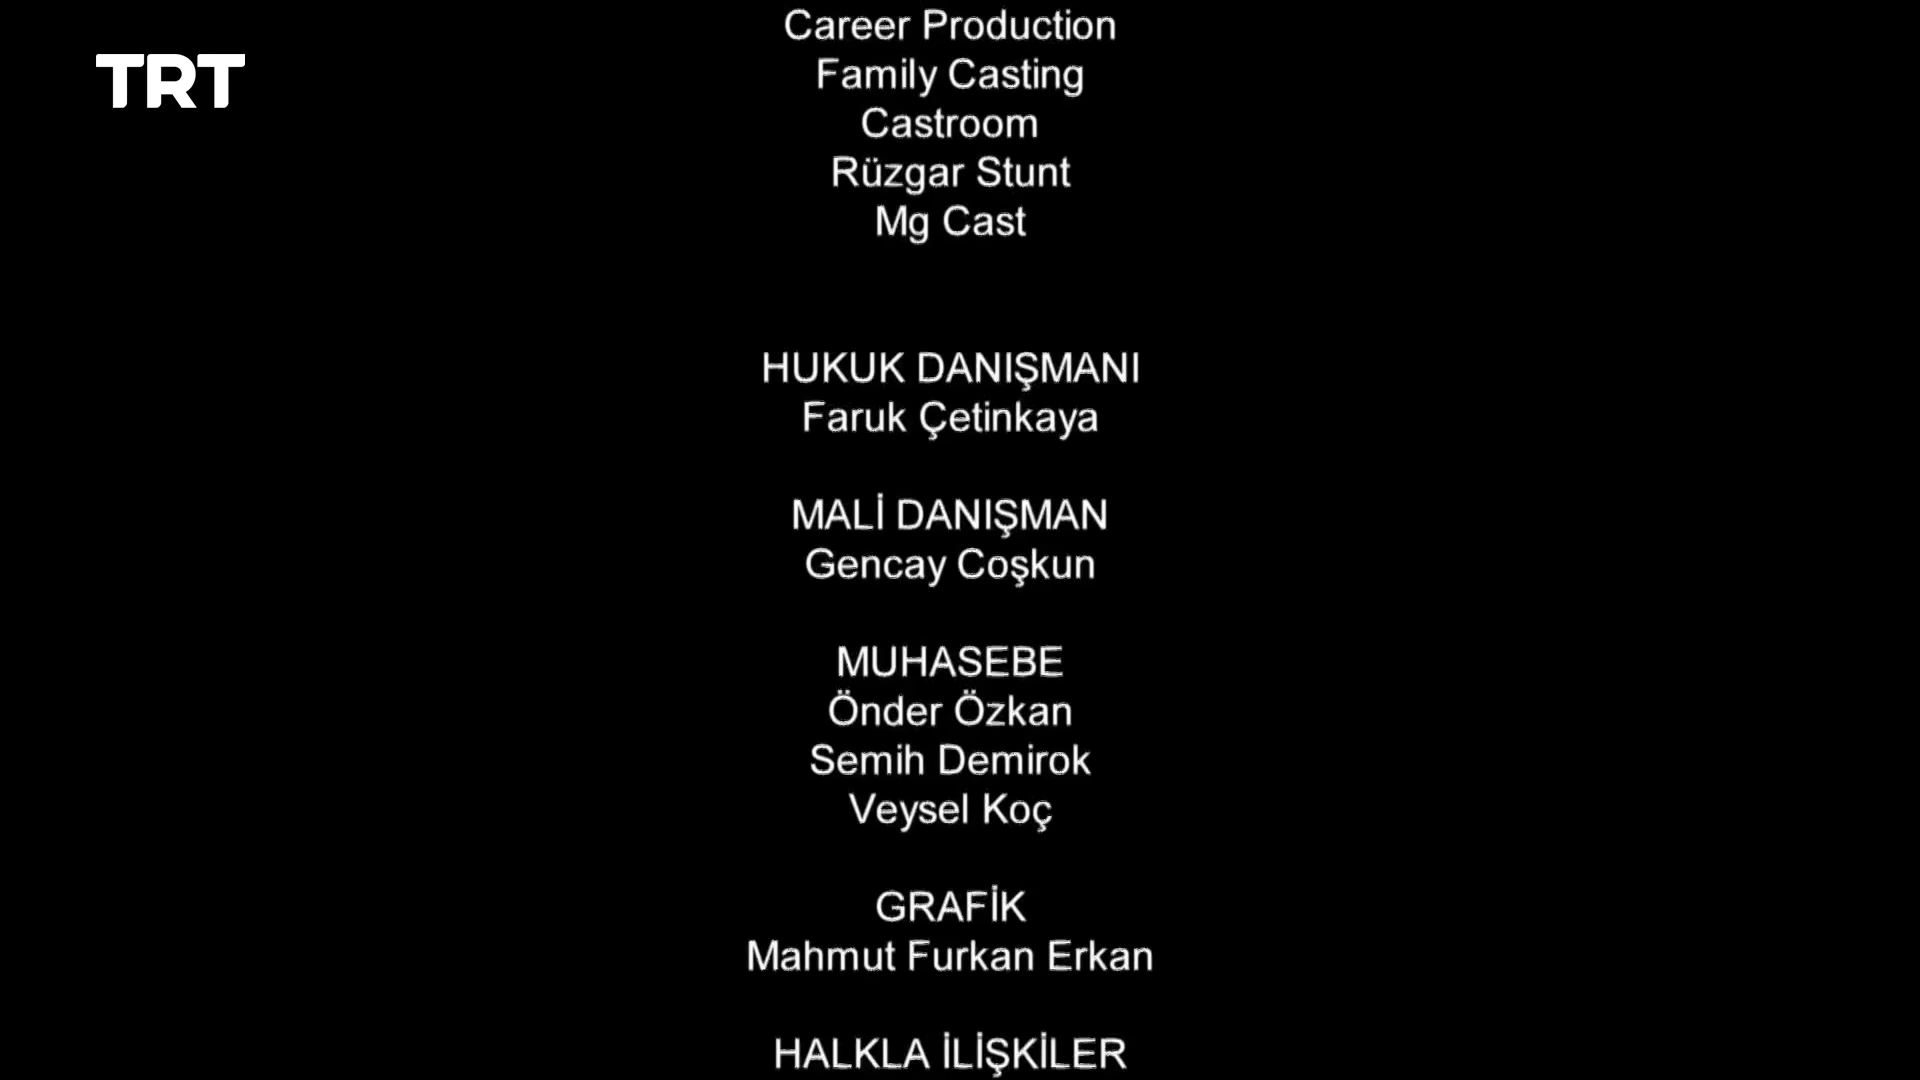 TRT
Career Production
Family Casting
Castroom
Rüzgar Stunt
Mg Cast
HUKUK DANIŞMANI
Faruk Çetinkaya
MALİ DANIŞMAN
Gencay Coşkun
MUHASEBE
Önder Özkan
Semih Demirok
Veysel Koç
GRAFİK
Mahmut Furkan Erkan
HALKLA İLİŞKİLER